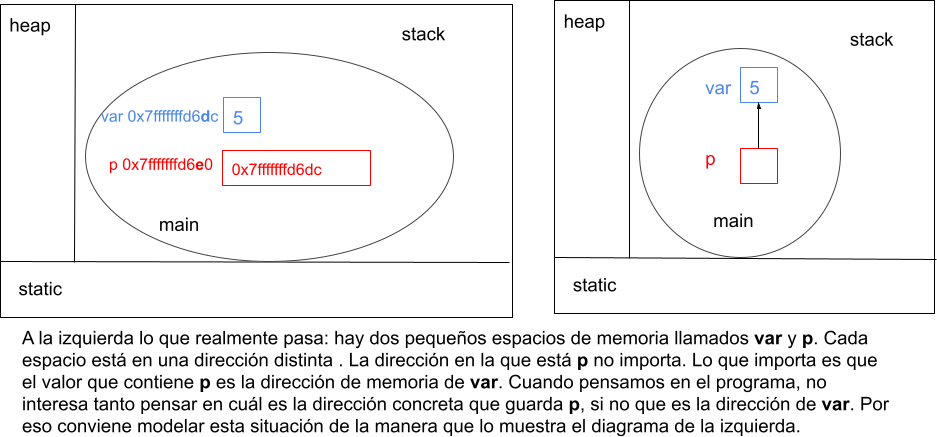 heap
stack
var 0x7fffffffd6dc
5
p 0x7fffffffd6e0
0x7fffffffd6dc
main
static
heap
stack
var
5
p
main
static
A la izquierda lo que realmente pasa: hay dos pequeños espacios de memoria llamados var y p. Cada
espacio está en una dirección distinta . La dirección en la que está p no importa. Lo que importa es que
el valor que contiene p es la dirección de memoria de var. Cuando pensamos en el programa, no
interesa tanto pensar en cuál es la dirección concreta que guarda p, si no que es la dirección de var. Por
eso conviene modelar esta situación de la manera que lo muestra el diagrama de la izquierda.